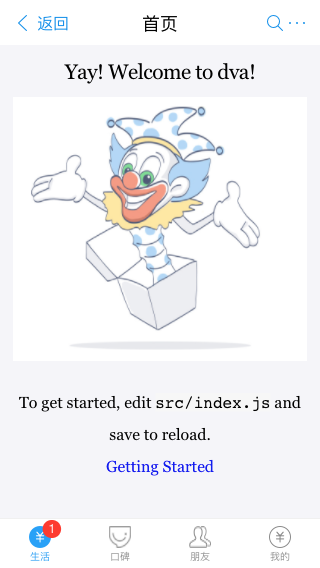 返回
首页
Yay! Welcome to dva!
To get started, edit src/index.js and
save to reload.
Getting Started
1
生活
口碑
朋友
我的